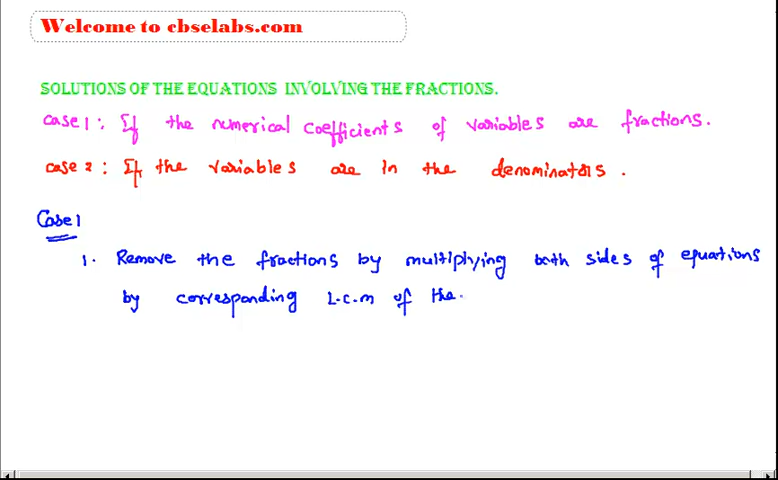 Welcome to cbselabs.com
SOLUTIONS OF THE EQUATIONS INVOLVING THE FRACTIONS.
Case 1 : If the numerical coefficients of variables are fractions.
Case 2 : If the variables are in the denominators .
Case 1
1. Remove the fractions by multiplying both sides of equations
by corresponding L.C.M of the